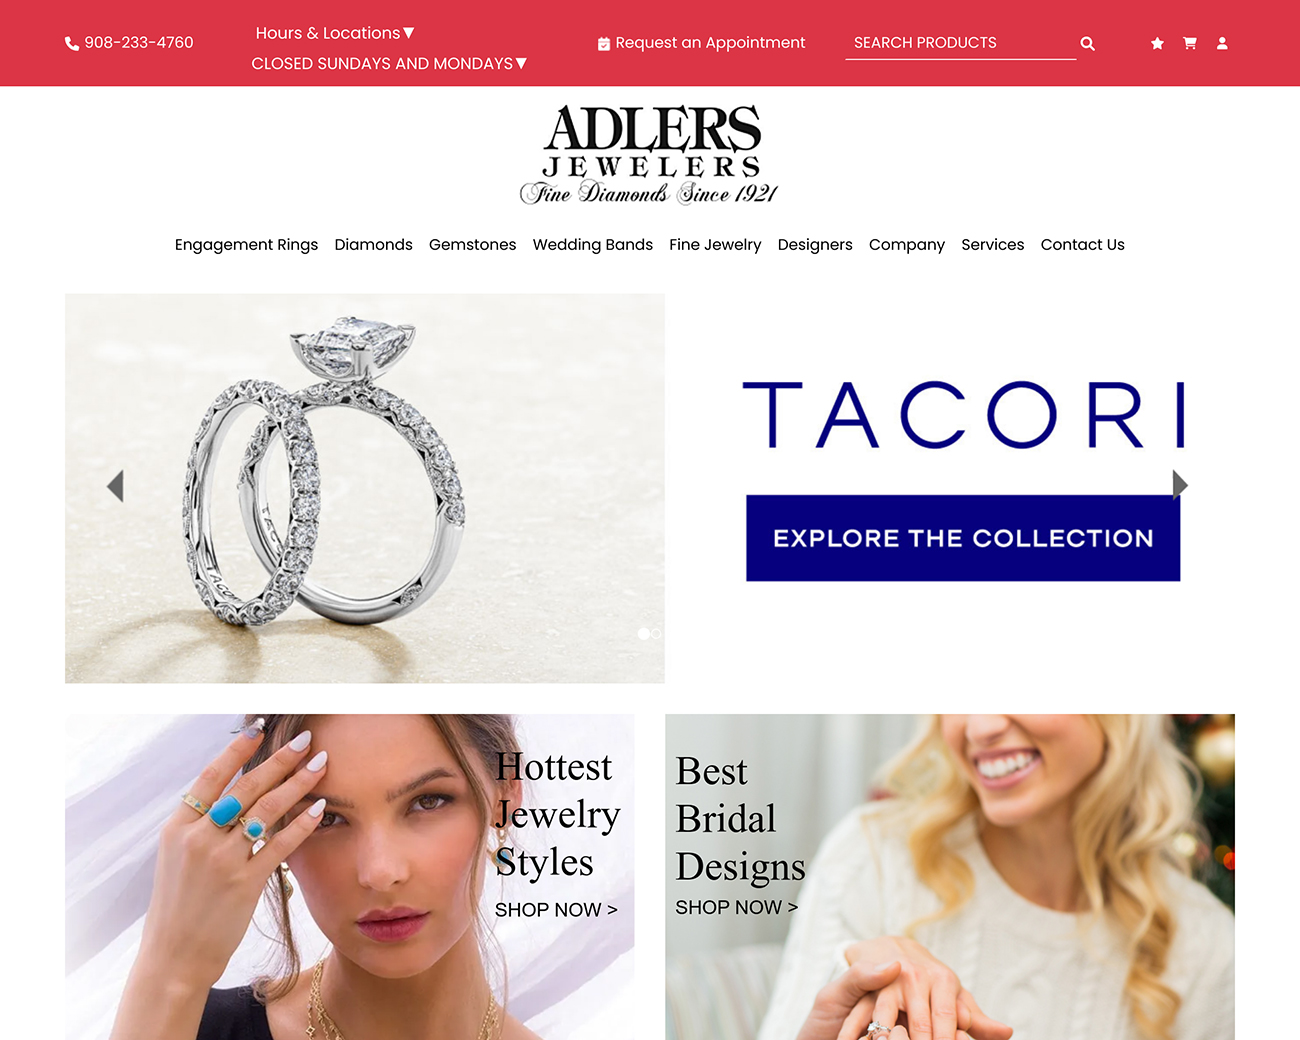 908-233-4760
Hours & Locations▼
CLOSED SUNDAYS AND MONDAYS▼
Request an Appointment
SEARCH PRODUCTS
ADLERS
JEWELERS
Fine Diamonds Since 1921
Engagement Rings Diamonds Gemstones Wedding Bands Fine Jewelry Designers Company Services Contact Us
TACORI
EXPLORE THE COLLECTION
Hottest
Jewelry
Styles
SHOP NOW >
Best
Bridal
Designs
SHOP NOW >